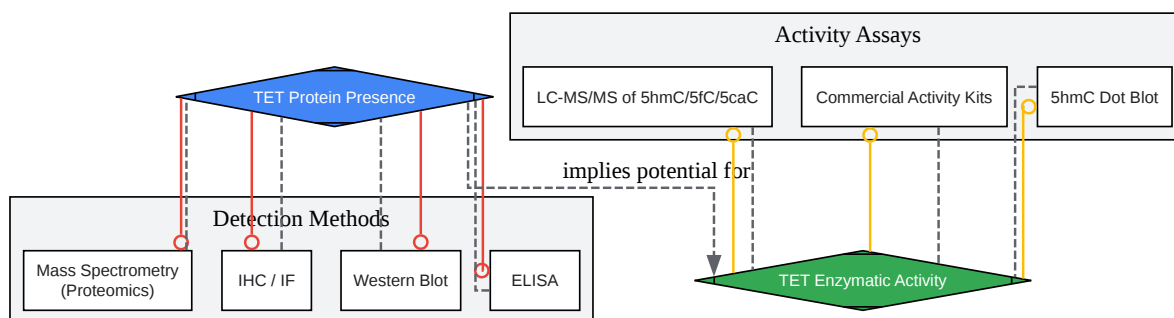 Activity Assays
LC-MS/MS of 5hmC/5fC/5caC
Commercial Activity Kits
5hmC Dot Blot
TET Protein Presence
implies potential for
Detection Methods
Mass Spectrometry
(Proteomics)
IHC / IF
Western Blot
ELISA
TET Enzymatic Activity